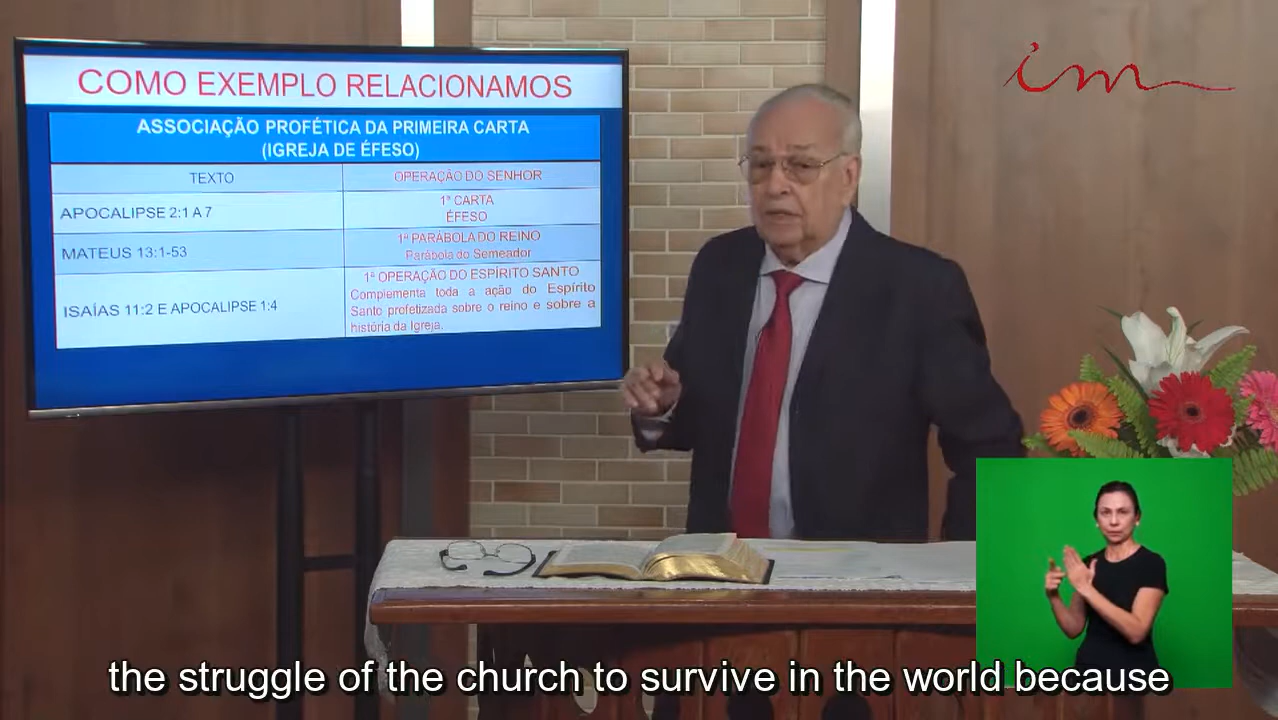 COMO EXEMPLO RELACIONAMOS
ASSOCIAÇÃO PROFÉTICA DA PRIMEIRA CARTA
(IGREJA DE ÉFESO)
TEXTO
OPERAÇÃO DO SENHOR
APOCALIPSE 2:1 A 7
1ª CARTA
ÉFESO
MATEUS 13:1-53
1ª PARÁBOLA DO REINO
Parábola do Semeador
ISAÍAS 11:2 E APOCALIPSE 1:4
1ª OPERAÇÃO DO ESPÍRITO SANTO
Complementa toda a ação do Espírito
Santo profetizada sobre o reino e sobre a
história da Igreja.
im
the struggle of the church to survive in the world because